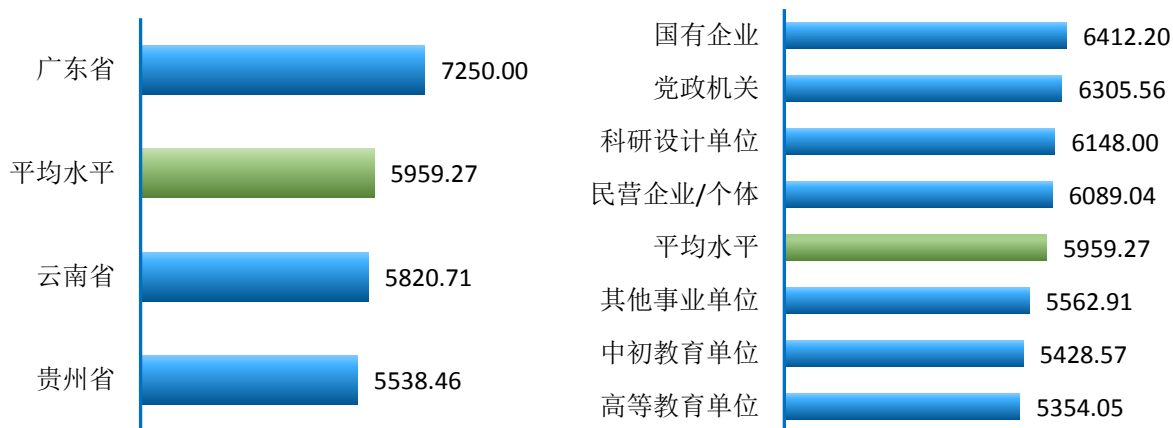 广东省 7250.00
平均水平 5959.27
云南省 5820.71
贵州省 5538.46
国有企业 6412.20
党政机关 6305.56
科研设计单位 6148.00
民营企业/个体 6089.04
平均水平 5959.27
其他事业单位 5562.91
中初教育单位 5428.57
高等教育单位 5354.05